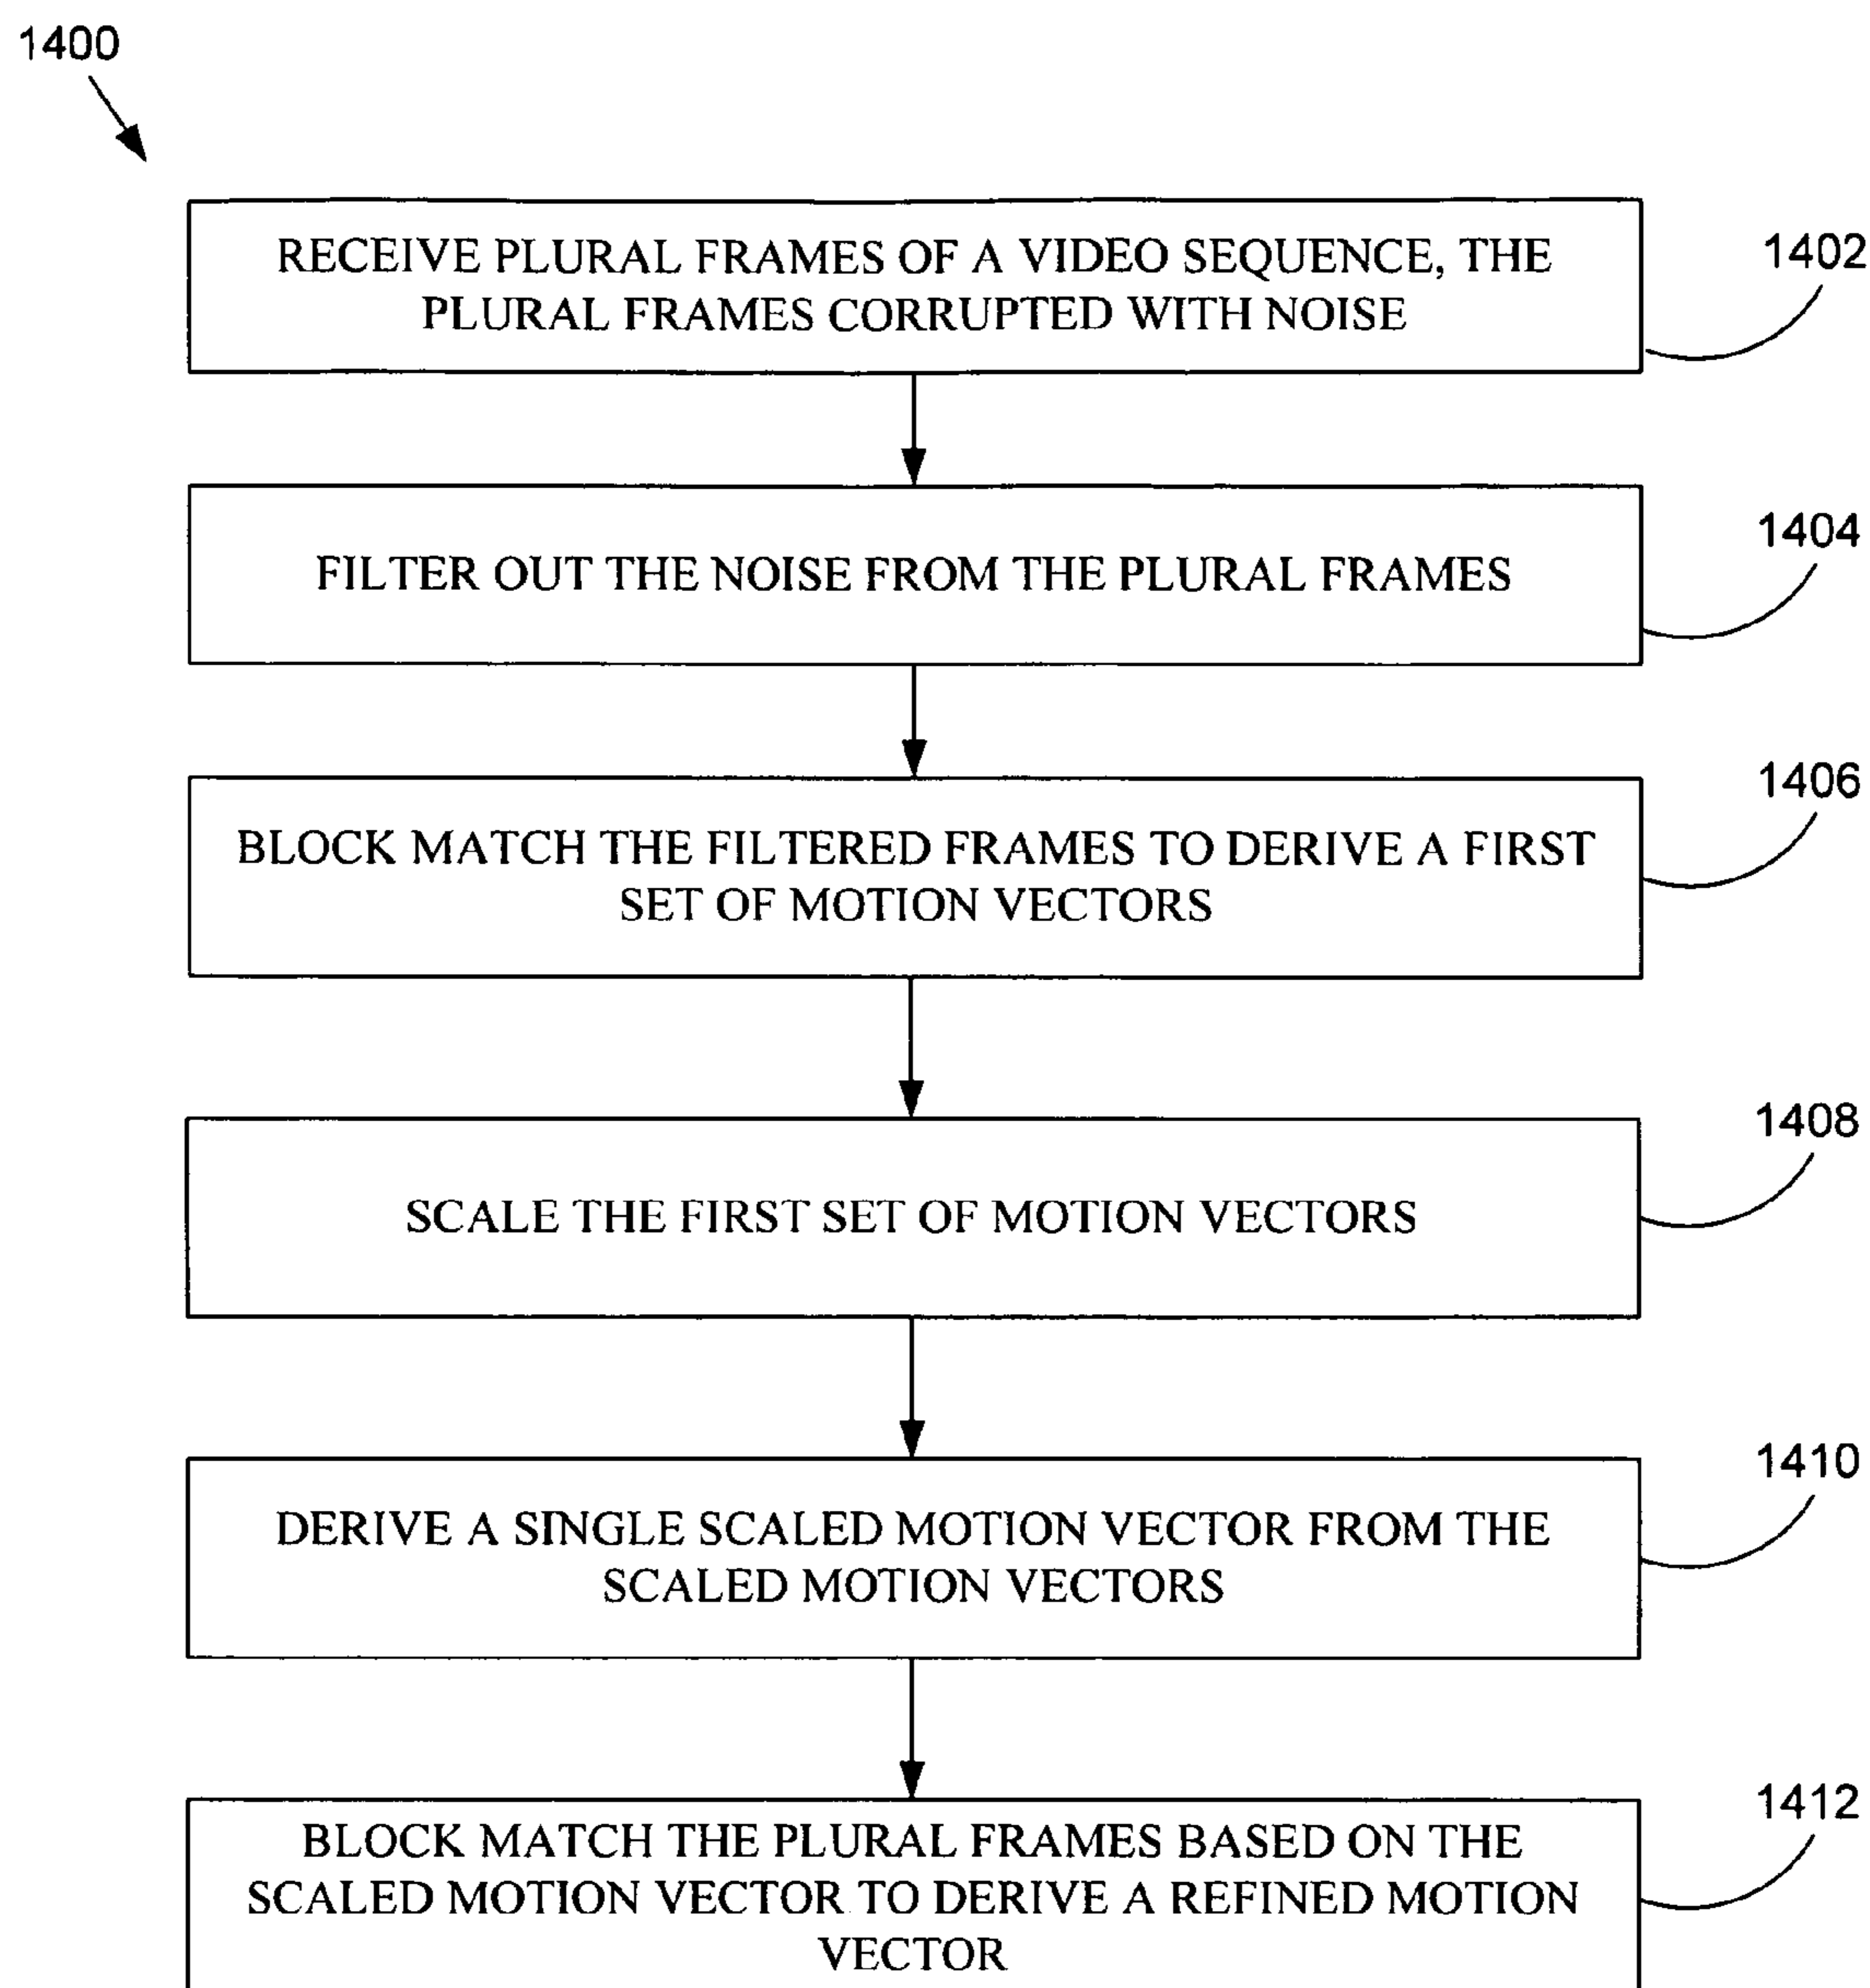 1400
RECEIVE PLURAL FRAMES OF A VIDEO SEQUENCE, THE
PLURAL FRAMES CORRUPTED WITH NOISE
1402
FILTER OUT THE NOISE FROM THE PLURAL FRAMES
1404
BLOCK MATCH THE FILTERED FRAMES TO DERIVE A FIRST
SET OF MOTION VECTORS
1406
SCALE THE FIRST SET OF MOTION VECTORS
1408
DERIVE A SINGLE SCALED MOTION VECTOR FROM THE
SCALED MOTION VECTORS
1410
BLOCK MATCH THE PLURAL FRAMES BASED ON THE
SCALED MOTION VECTOR TO DERIVE A REFINED MOTION
VECTOR
1412